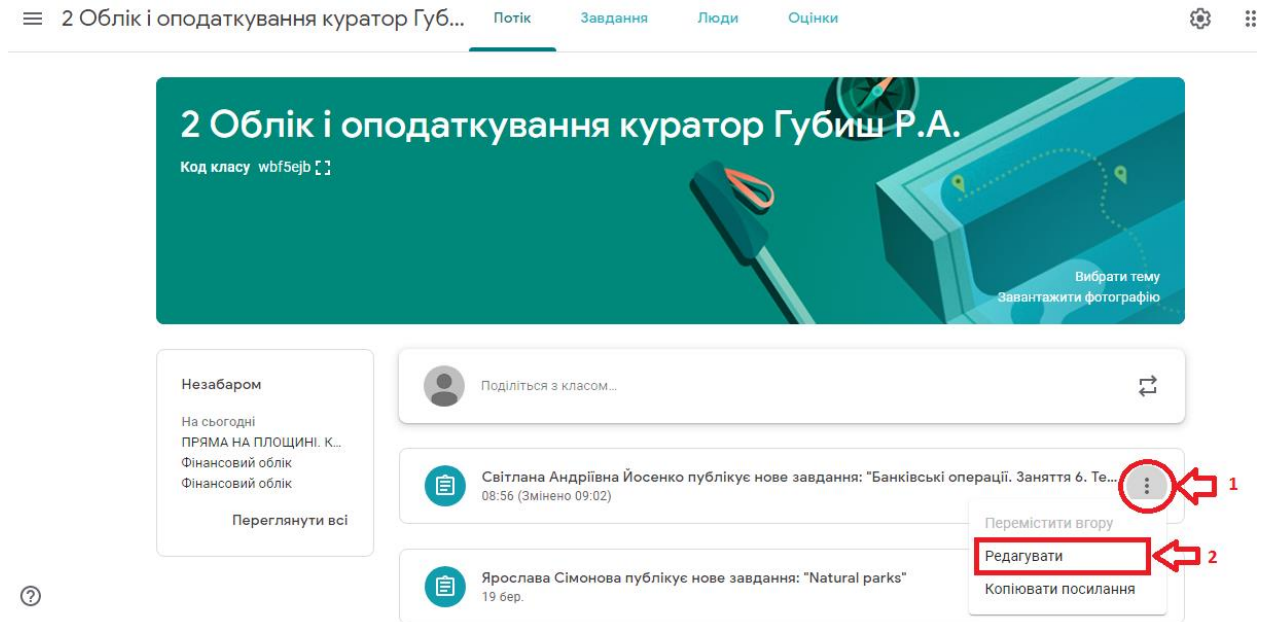 2 Облік і оподаткування куратор Губ...
Потік
Завдання
Люди
Оцінки
2 Облік і оподаткування куратор Губиш Р.А.
Код класу wbf5ejb
Вибрати тему
Завантажити фотографію
Незабаром
На сьогодні
ПРЯМА НА ПЛОЩИНІ. К...
Фінансовий облік
Фінансовий облік
Переглянути всі
Поділіться з класом...
Світлана Андріївна Йосенко публікує нове завдання: "Банківські операції. Заняття 6. Те...
08:56 (Змінено 09:02)
1
Перемістити вгору
Редагувати
2
Копіювати посилання
Ярослава Сімонова публікує нове завдання: "Natural parks"
19 бер.